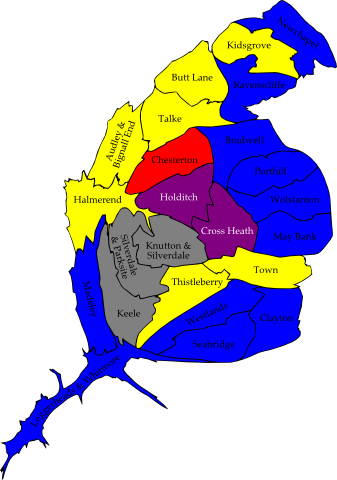 Newchapel
Kidsgrove
Butt Lane
Ravenscliffe
Talke
Audley &
Bignall End
Bradwell
Chesterton
Porthill
Holditch
Halmerend
Wolstanton
Cross Heath
May Bank
Silverdale
& Parksite
Knutton &
Silverdale
Town
Thistleberry
Madeley
Westlands
Clayton
Keele
Seabridge
Loggerheads & Whitmore